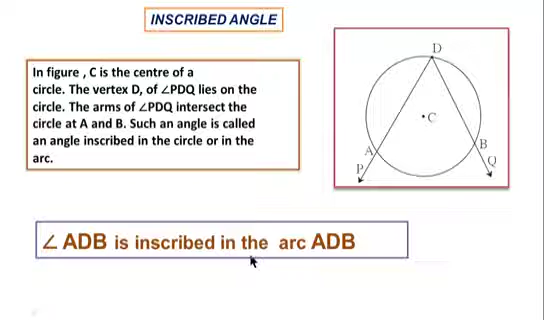 INSCRIBED ANGLE
In figure , C is the centre of a
circle. The vertex D, of ∠PDQ lies on the
circle. The arms of ∠PDQ intersect the
circle at A and B. Such an angle is called
an angle inscribed in the circle or in the
arc.
D
C
A
B
P
Q
∠ ADB is inscribed in the arc ADB